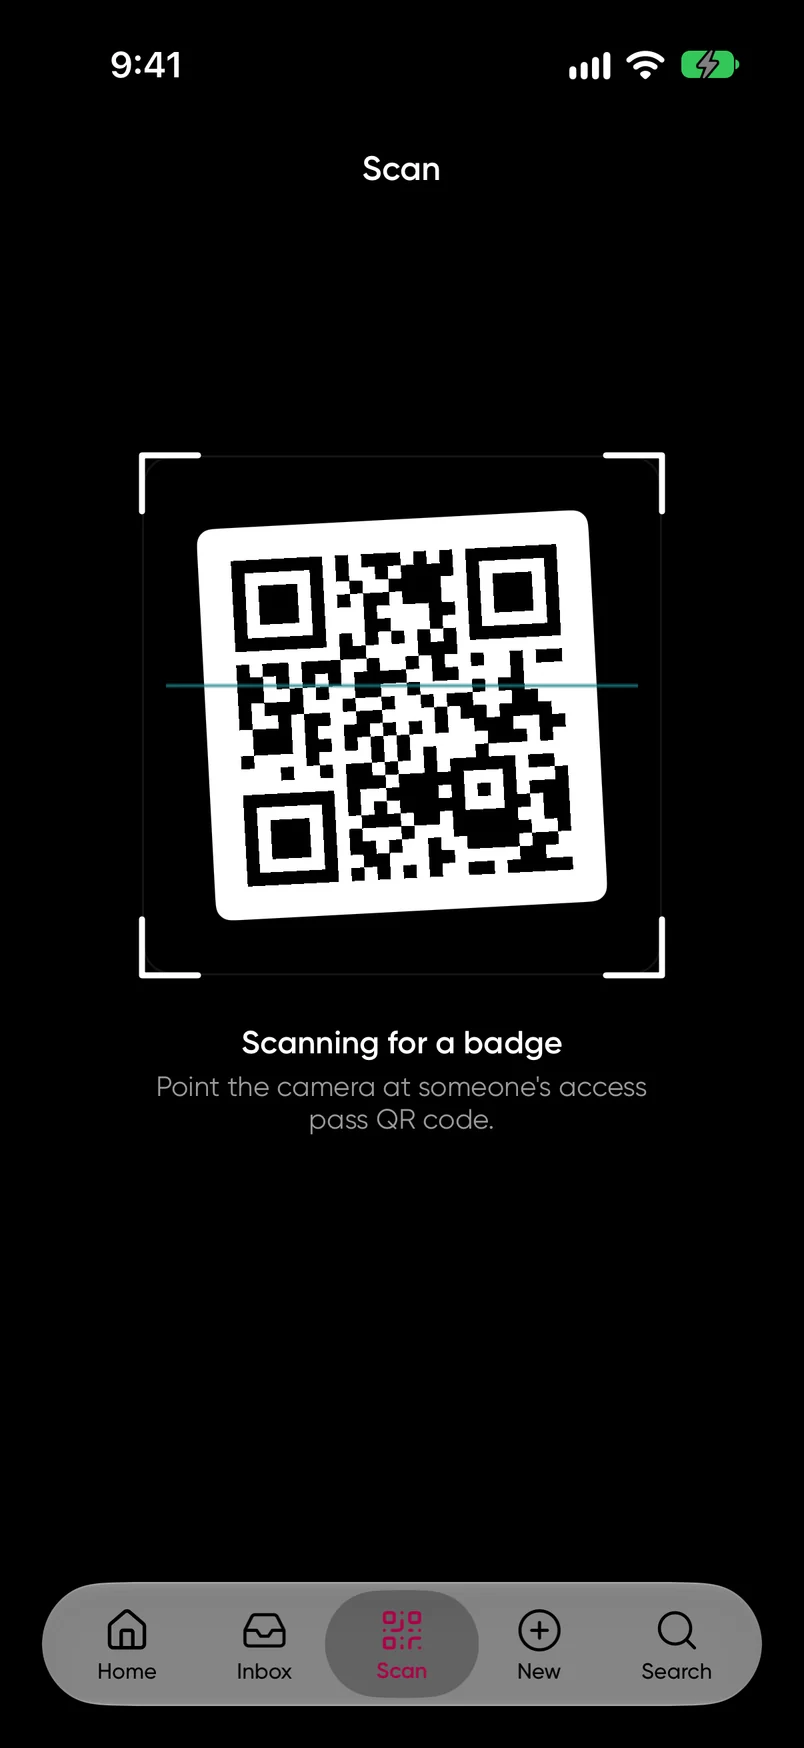 9:41
Scan
Scanning for a badge
Point the camera at someone's access
pass QR code.
Home
Inbox
Scan
New
Search